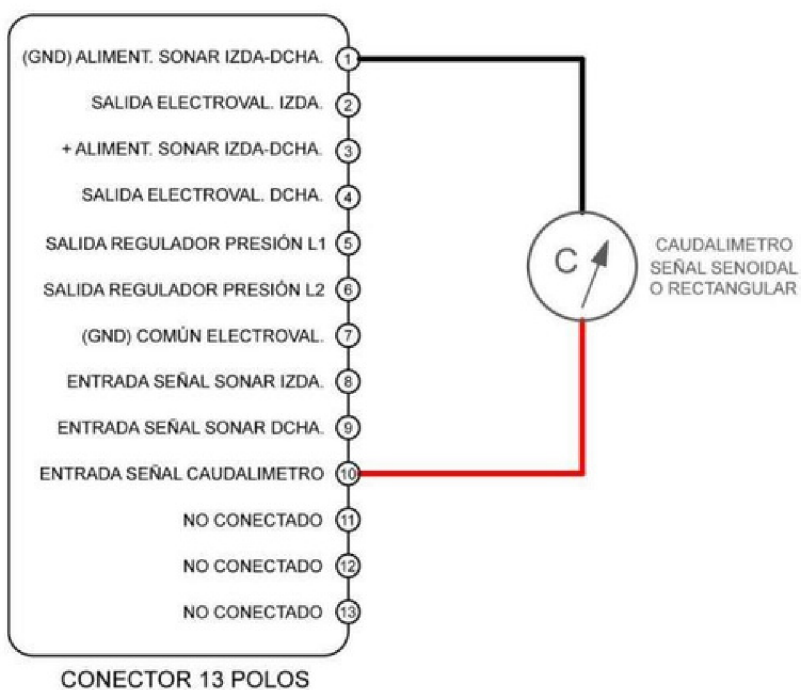 (GND) ALIMENT. SONAR IZDA-DCHA. 1
SALIDA ELECTROVAL. IZDA. 2
+ ALIMENT. SONAR IZDA-DCHA. 3
SALIDA ELECTROVAL. DCHA. 4
SALIDA REGULADOR PRESIÓN L1 5
SALIDA REGULADOR PRESIÓN L2 6
(GND) COMÚN ELECTROVAL. 7
ENTRADA SEÑAL SONAR IZDA. 8
ENTRADA SEÑAL SONAR DCHA. 9
ENTRADA SEÑAL CAUDALIMETRO 10
NO CONECTADO 11
NO CONECTADO 12
NO CONECTADO 13
CONECTOR 13 POLOS
C
CAUDALIMETRO
SEÑAL SENOIDAL
O RECTANGULAR